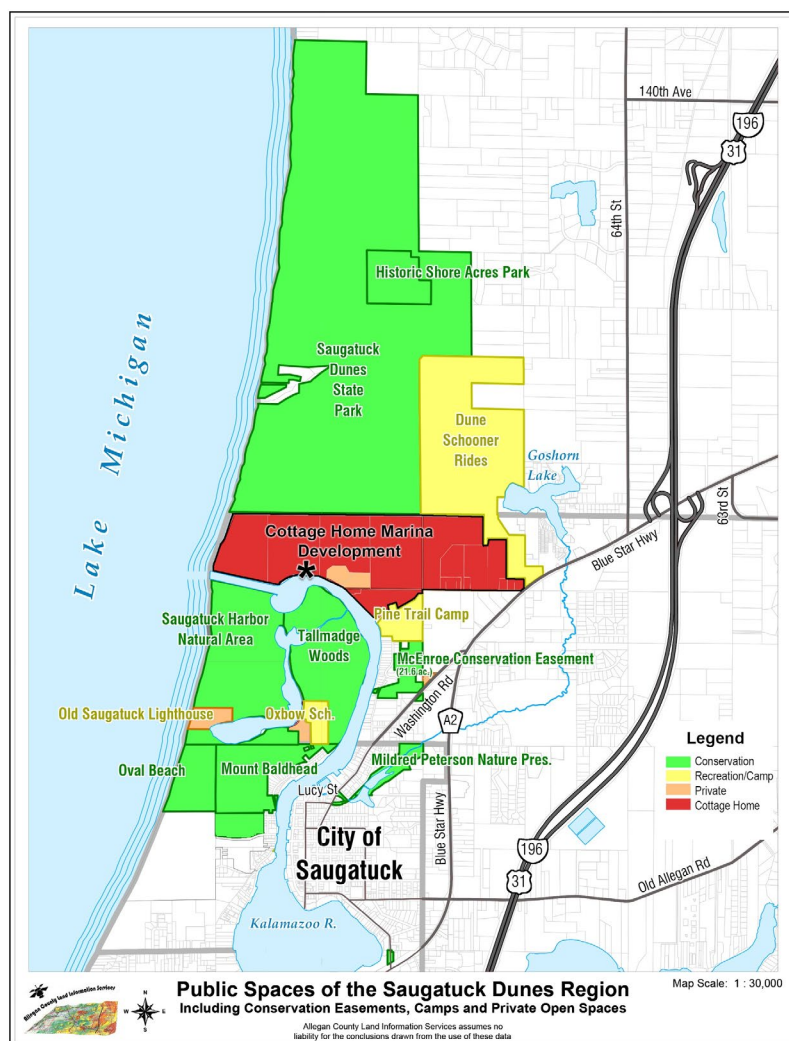 140th Ave
196
31
64th St
Historic Shore Acres Park
Lake Michigan
Saugatuck
Dunes
State
Park
Dune
Schooner
Rides
Goshorn
Lake
63rd St
Blue Star Hwy
Cottage Home Marina
Development
*
Saugatuck Harbor
Natural Area
Tallmadge
Woods
Pine Trail Camp
McEnroe Conservation Easement
(21.6 ac.)
Washington Rd
Old Saugatuck Lighthouse
Oxbow Sch.
A2
Oval Beach
Mount Baldhead
Mildred Peterson Nature Pres.
Lucy St
Blue Star Hwy
City of
Saugatuck
Legend
Conservation
Recreation/Camp
Private
Cottage Home
196
31
Old Allegan Rd
Kalamazoo R.
Allegan County Land Information Services
N
W
E
S
Public Spaces of the Saugatuck Dunes Region
Including Conservation Easements, Camps and Private Open Spaces
Map Scale: 1 : 30,000
Allegan County Land Information Services assumes no
liability for the conclusions drawn from the use of these data